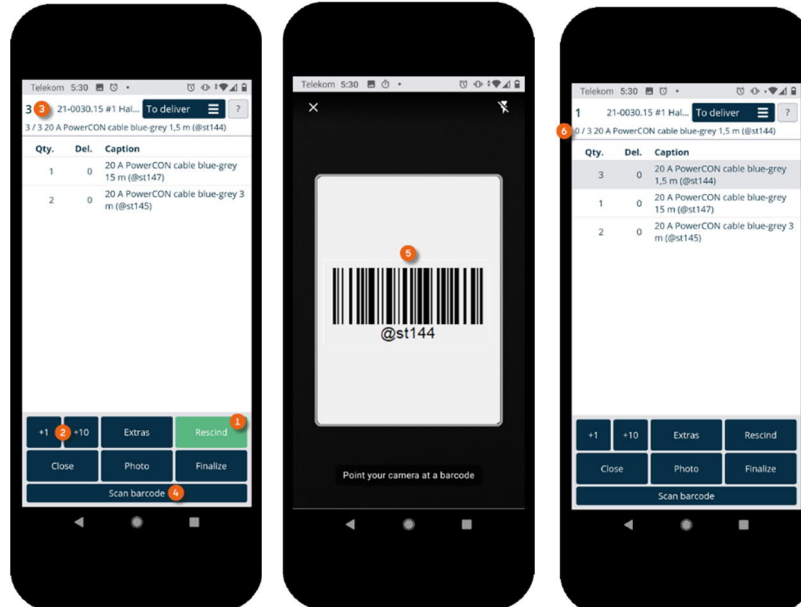 Telekom 5:30
3 3 21-0030.15 #1 Hal... To deliver ?
3 / 3 20 A PowerCON cable blue-grey 1,5 m (@st144)
Qty. Del. Caption
1 0 20 A PowerCON cable blue-grey
15 m (@st147)
2 0 20 A PowerCON cable blue-grey 3
m (@st145)
1
+1 2 +10 Extras Rescind
Close Photo Finalize
Scan barcode 4
Telekom 5:30
5
@st144
Point your camera at a barcode
Telekom 5:30
1 21-0030.15 #1 Hal... To deliver ?
6 0 / 3 20 A PowerCON cable blue-grey 1,5 m (@st144)
Qty. Del. Caption
3 0 20 A PowerCON cable blue-grey
1,5 m (@st144)
1 0 20 A PowerCON cable blue-grey
15 m (@st147)
2 0 20 A PowerCON cable blue-grey 3
m (@st145)
+1 +10 Extras Rescind
Close Photo Finalize
Scan barcode